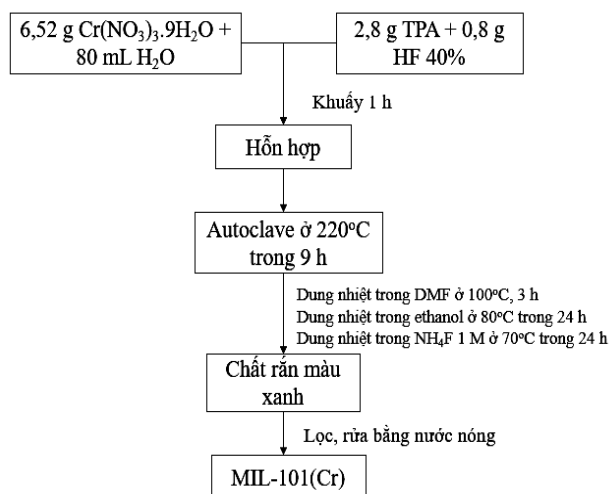 6,52 g Cr(NO₃)₃.9H₂O +
80 mL H₂O
2,8 g TPA + 0,8 g
HF 40%
Khuấy 1 h
Hỗn hợp
Autoclave ở 220°C
trong 9 h
Dung nhiệt trong DMF ở 100°C, 3 h
Dung nhiệt trong ethanol ở 80°C trong 24 h
Dung nhiệt trong NH₄F 1 M ở 70°C trong 24 h
Chất rắn màu
xanh
Lọc, rửa bằng nước nóng
MIL-101(Cr)